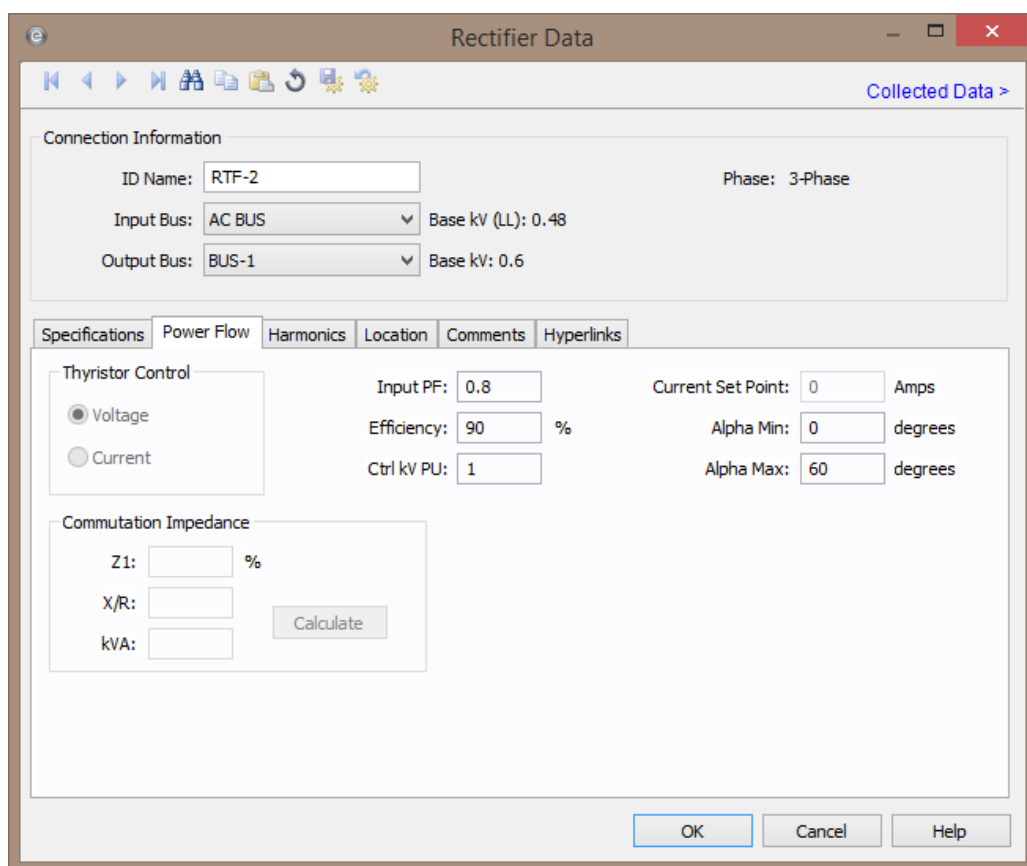 e Rectifier Data
Collected Data >
Connection Information
ID Name: RTF-2 Phase: 3-Phase
Input Bus: AC BUS Base kV (LL): 0.48
Output Bus: BUS-1 Base kV: 0.6
Specifications Power Flow Harmonics Location Comments Hyperlinks
Thyristor Control Input PF: 0.8 Current Set Point: 0 Amps
Voltage Efficiency: 90 % Alpha Min: 0 degrees
Current Ctrl kV PU: 1 Alpha Max: 60 degrees
Commutation Impedance
Z1: %
X/R:
Calculate
kVA:
OK Cancel Help